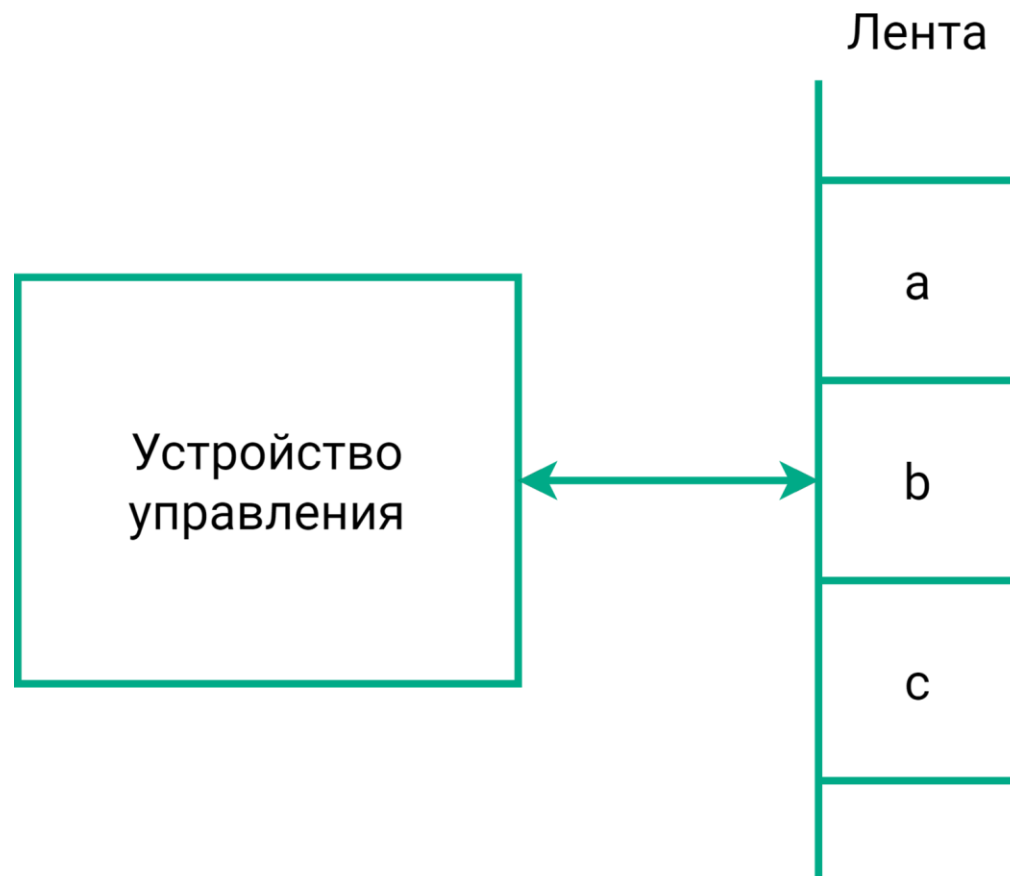 Лента
a
Устройство
управления
b
c